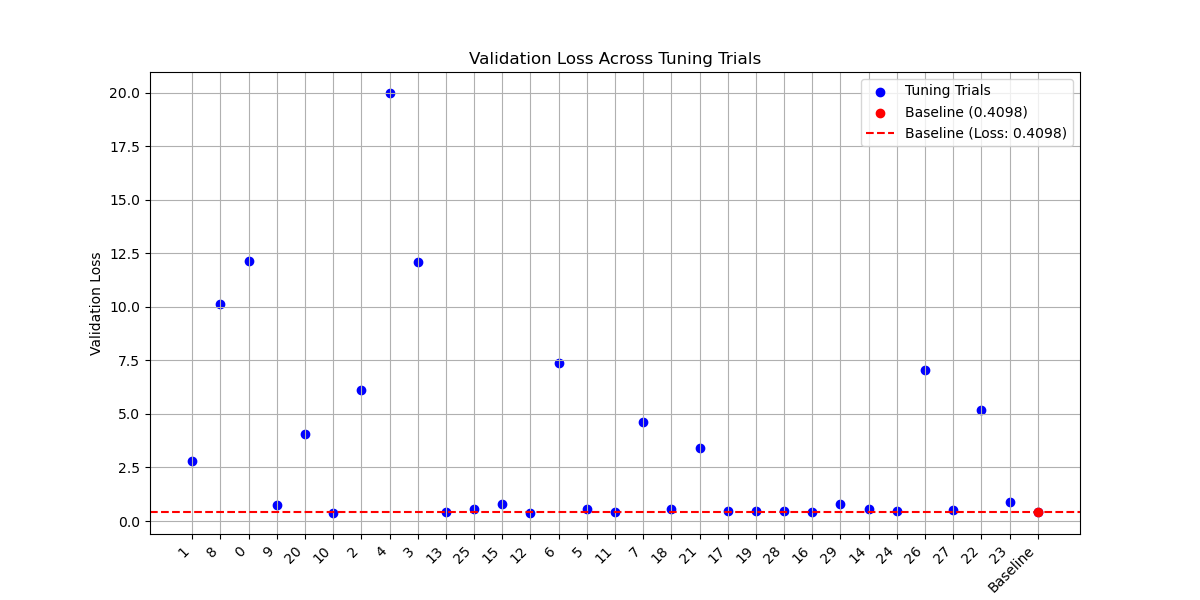 Validation Loss Across Tuning Trials
Tuning Trials
Baseline (0.4098)
Baseline (Loss: 0.4098)
Validation Loss
20.0
17.5
15.0
12.5
10.0
7.5
5.0
2.5
0.0
1 8 0 9 20 10 2 4 3 13 25 15 12 6 5 11 7 18 21 17 19 28 16 29 14 24 26 27 22 23 Baseline